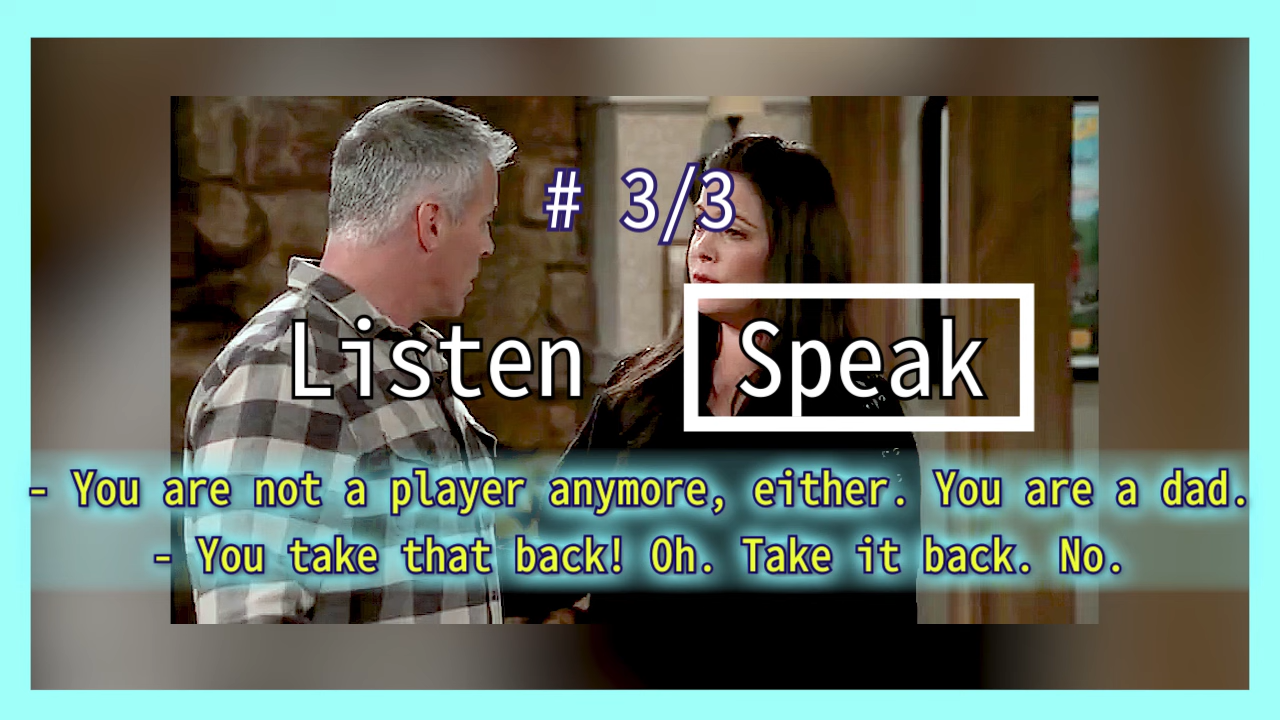 # 3/3
Listen Speak
- You are not a player anymore, either. You are a dad.
- You take that back! Oh. Take it back. No.